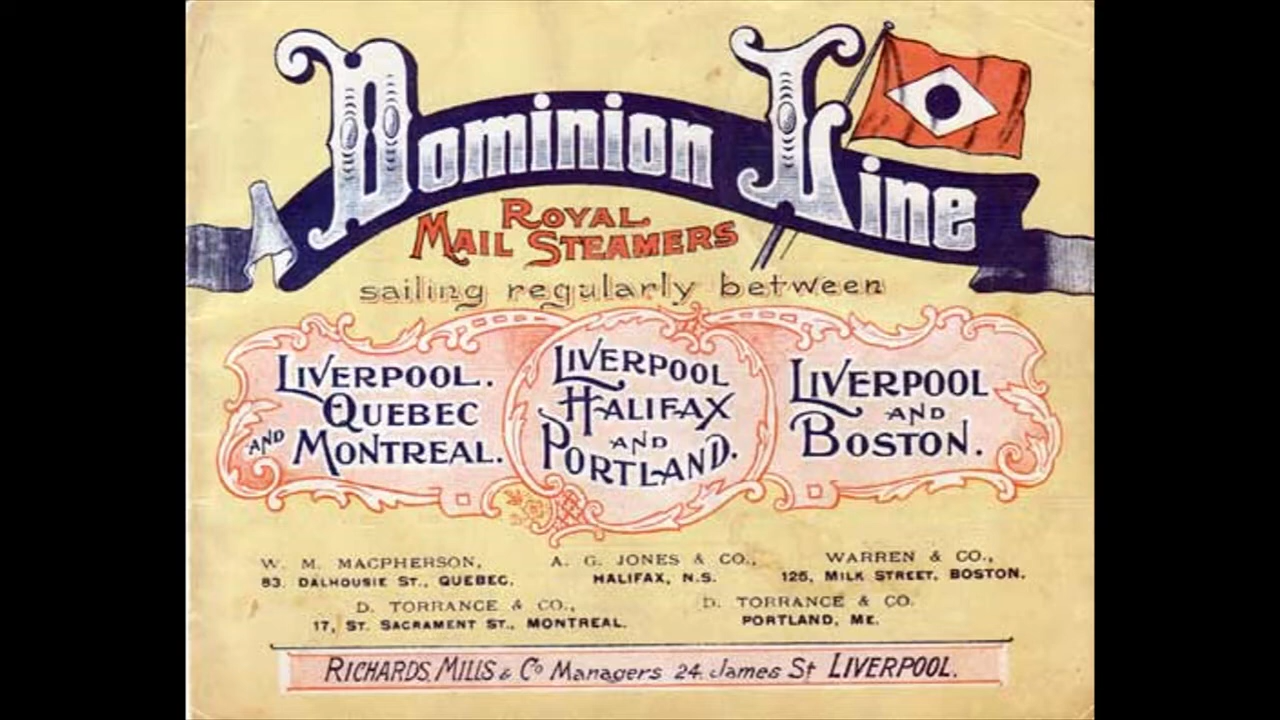 Dominion Line
ROYAL
MAIL STEAMERS
sailing regularly between
LIVERPOOL.
QUEBEC
AND MONTREAL.
LIVERPOOL
HALIFAX
AND
PORTLAND.
LIVERPOOL
AND
BOSTON.
W. M. MACPHERSON,
83. DALHOUSIE ST., QUEBEC.
A. G. JONES & CO.,
HALIFAX, N.S.
WARREN & CO.,
125, MILK STREET, BOSTON.
D. TORRANCE & CO.,
17, ST. SACRAMENT ST., MONTREAL.
D. TORRANCE & CO.
PORTLAND, ME.
RICHARDS, MILLS & Co Managers 24. James St LIVERPOOL.